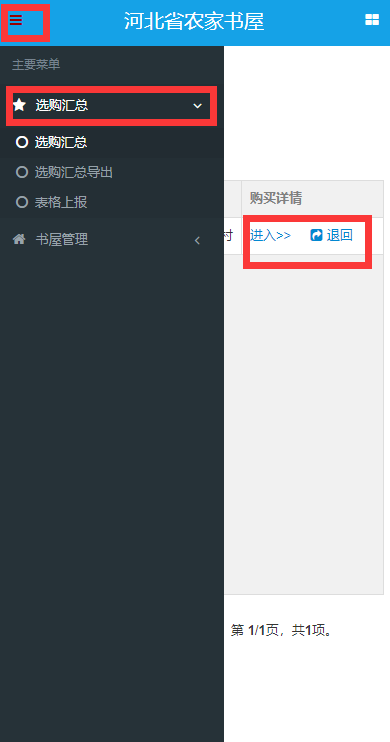 河北省农家书屋
主要菜单
选购汇总
选购汇总
选购汇总导出
表格上报
书屋管理
购买详情
村 进入>> 退回
第 1/1页，共1项。